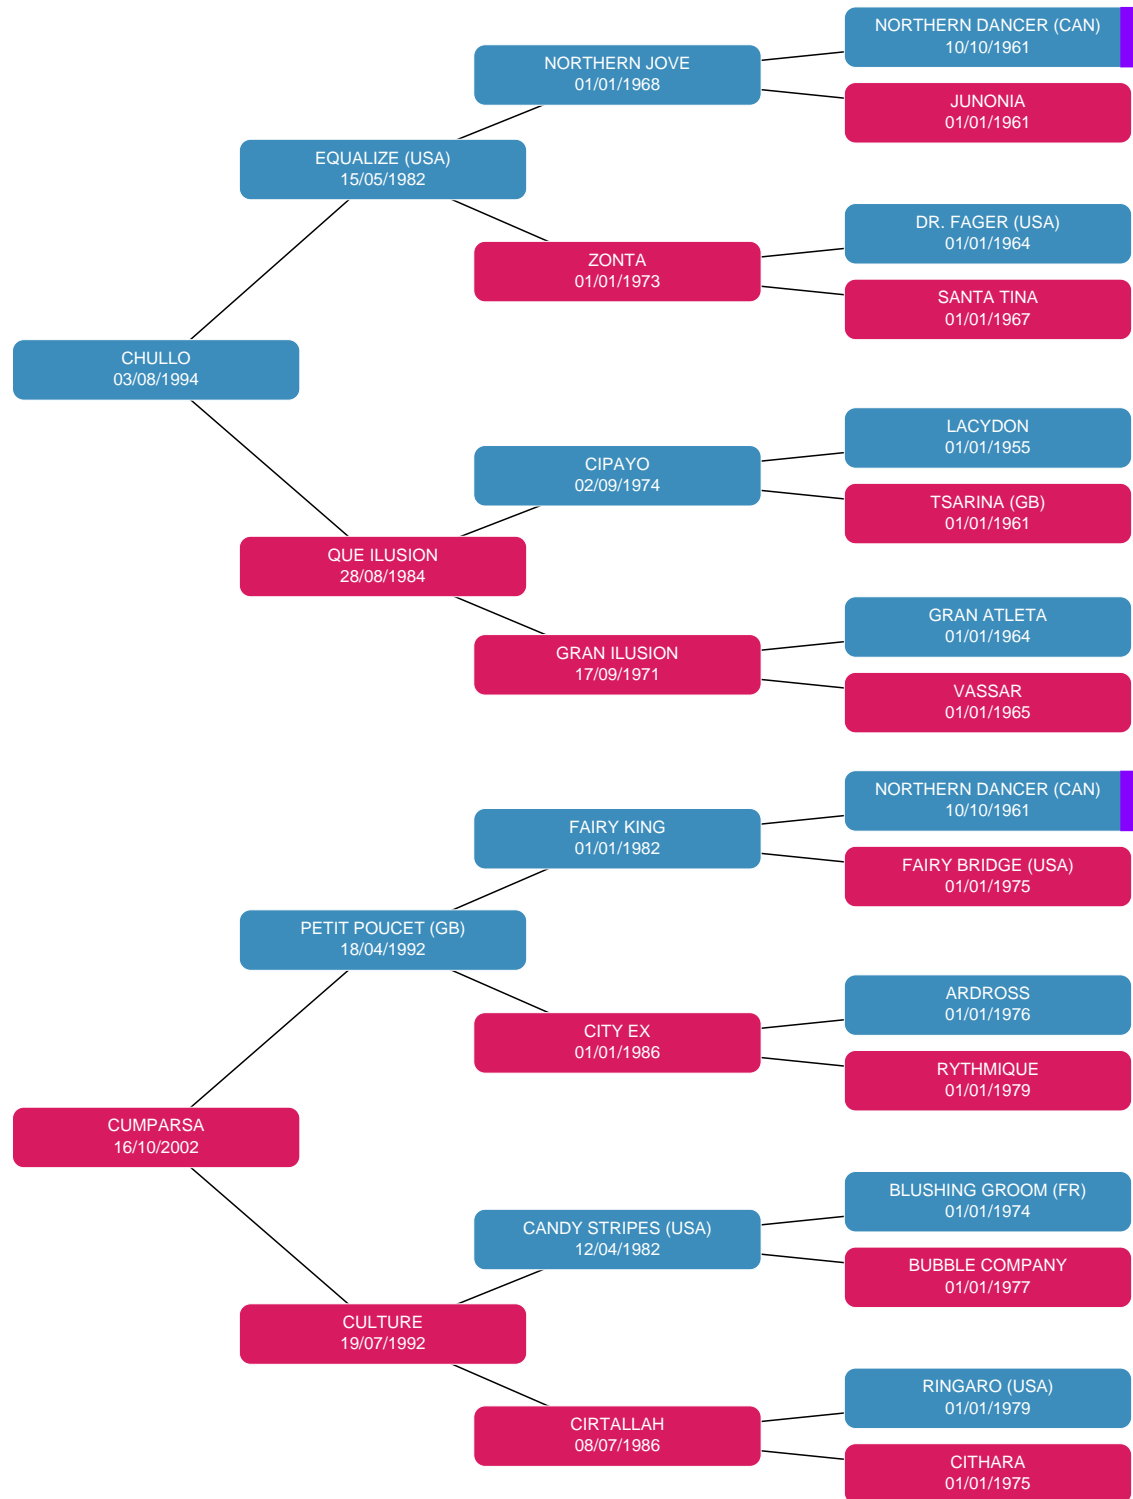 NORTHERN DANCER (CAN)
10/10/1961
NORTHERN JOVE
01/01/1968
JUNONIA
01/01/1961
EQUALIZE (USA)
15/05/1982
DR. FAGER (USA)
01/01/1964
ZONTA
01/01/1973
SANTA TINA
01/01/1967
CHULLO
03/08/1994
LACYDON
01/01/1955
CIPAYO
02/09/1974
TSARINA (GB)
01/01/1961
QUE ILUSION
28/08/1984
GRAN ATLETA
01/01/1964
GRAN ILUSION
17/09/1971
VASSAR
01/01/1965
NORTHERN DANCER (CAN)
10/10/1961
FAIRY KING
01/01/1982
FAIRY BRIDGE (USA)
01/01/1975
PETIT POUCET (GB)
18/04/1992
ARDROSS
01/01/1976
CITY EX
01/01/1986
RYTHMIQUE
01/01/1979
CUMPARSA
16/10/2002
BLUSHING GROOM (FR)
01/01/1974
CANDY STRIPES (USA)
12/04/1982
BUBBLE COMPANY
01/01/1977
CULTURE
19/07/1992
RINGARO (USA)
01/01/1979
CIRTALLAH
08/07/1986
CITHARA
01/01/1975